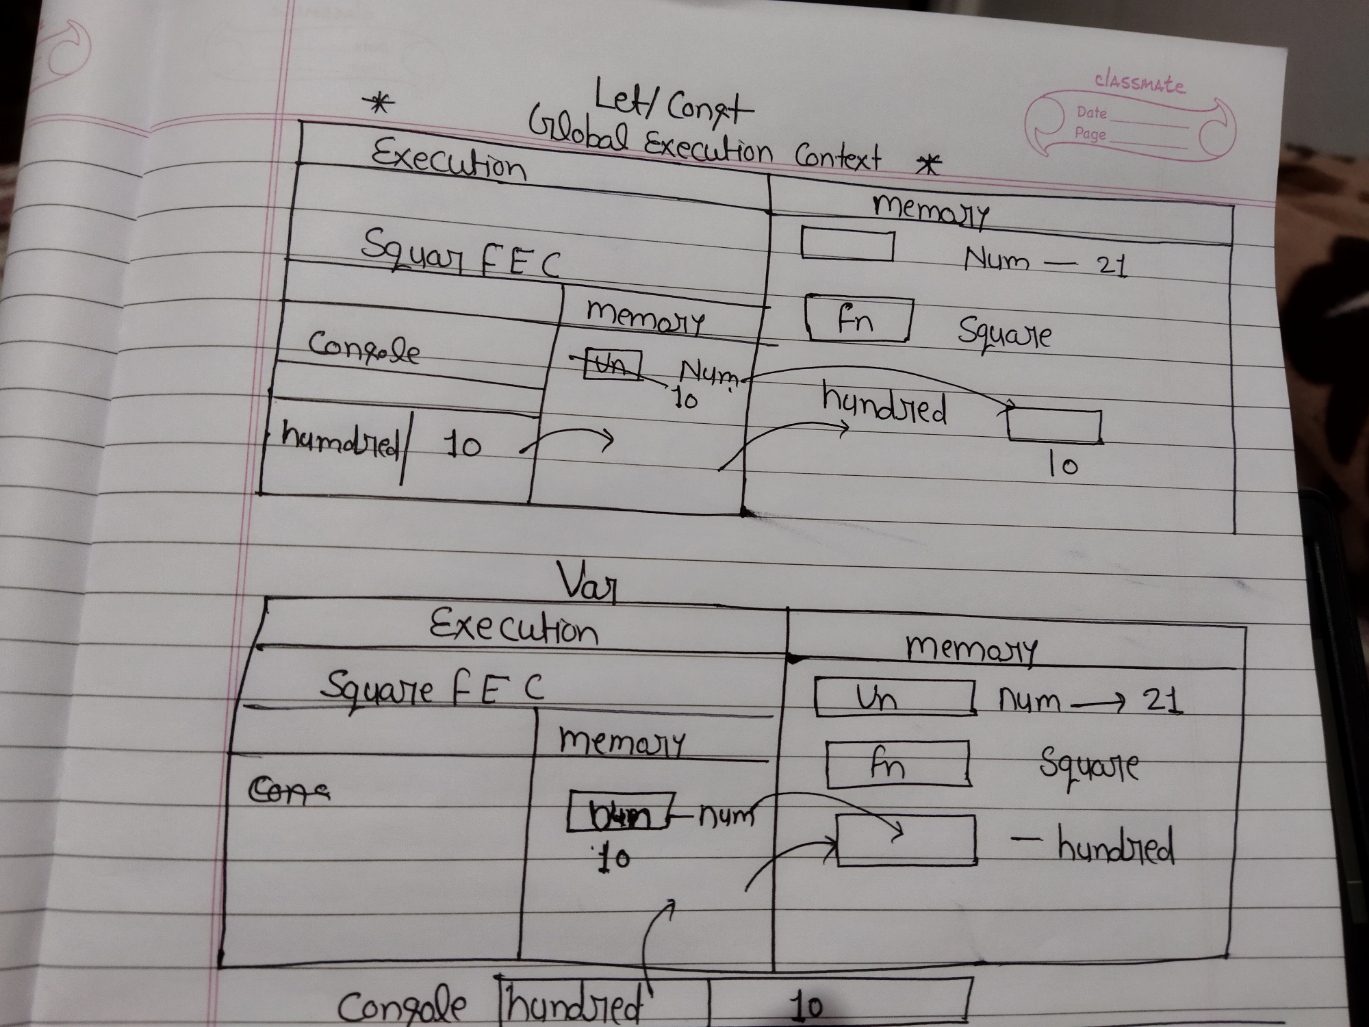 classmate
Date
Page
* Let/Const
Global Execution Context *
Execution
memory
Num — 21
Squar FEC
memory
Fn Square
Console
Un Num
10
hundred
10
humdred 10
Var
Execution
memory
Square FEC
Un num → 21
memory
Fn Square
Cons
num
10
— hundred
Console hundred 10